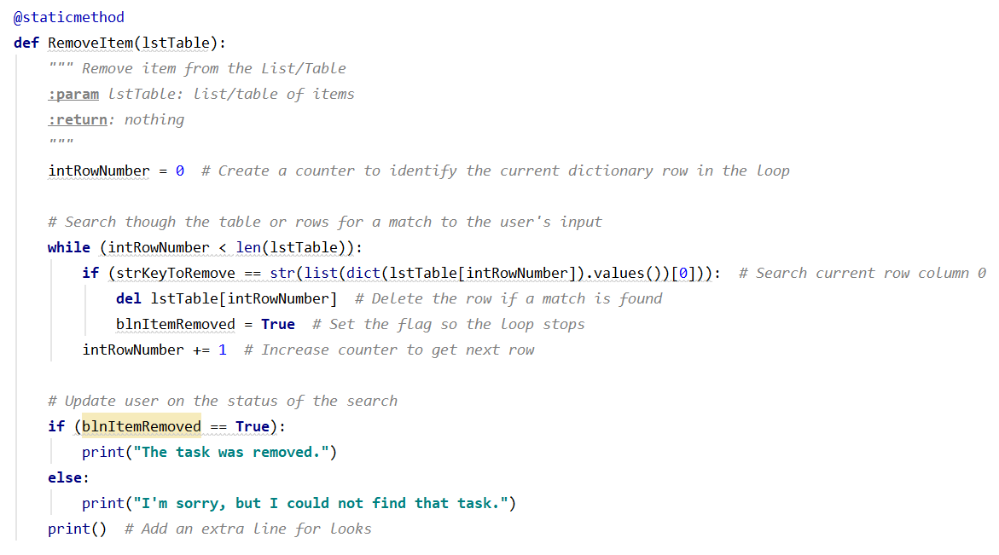 @staticmethod
def RemoveItem(lstTable):
    """ Remove item from the List/Table
    :param lstTable: list/table of items
    :return: nothing
    """
    intRowNumber = 0  # Create a counter to identify the current dictionary row in the loop

    # Search though the table or rows for a match to the user's input
    while (intRowNumber < len(lstTable)):
        if (strKeyToRemove == str(list(dict(lstTable[intRowNumber]).values())[0])):  # Search current row column 0
            del lstTable[intRowNumber]  # Delete the row if a match is found
            blnItemRemoved = True  # Set the flag so the loop stops
        intRowNumber += 1  # Increase counter to get next row

    # Update user on the status of the search
    if (blnItemRemoved == True):
        print("The task was removed.")
    else:
        print("I'm sorry, but I could not find that task.")
    print()  # Add an extra line for looks